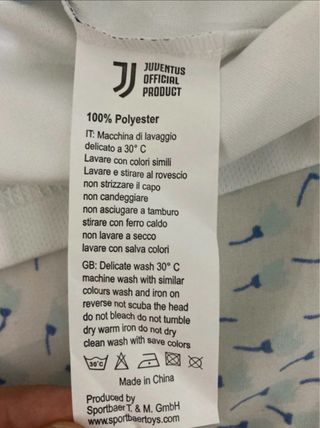 JUVENTUS
OFFICIAL
PRODUCT
100% Polyester
IT: Macchina di lavaggio
delicato a 30° C
Lavare con colori simili
Lavare e stirare al rovescio
non strizzare il capo
non candeggiare
non asciugare a tamburo
stirare con ferro caldo
non lavare a secco
lavare con salva colori
GB: Delicate wash 30° C
machine wash with similar
colours wash and iron on
reverse not scuba the head
do not bleach do not tumble
dry warm iron do not dry
clean wash with save colors
30°C
Made in China
Produced by
Sportbaer T. & M. GmbH
www.sportbaertoys.com